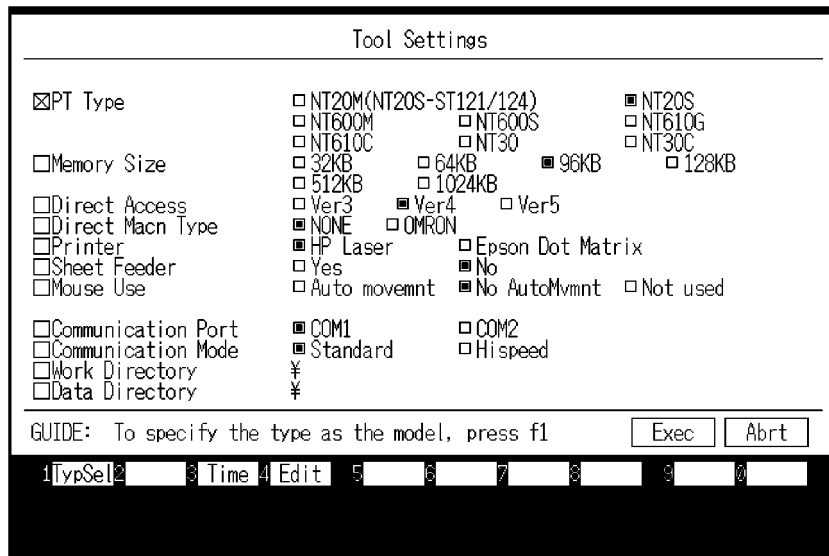 Tool Settings
PT Type NT20M(NT20S-ST121/124) NT20S
NT600M NT600S NT610G
NT610C NT30 NT30C
Memory Size 32KB 64KB 96KB 128KB
512KB 1024KB
Direct Access Ver3 Ver4 Ver5
Direct Macn Type NONE OMRON
Printer HP Laser Epson Dot Matrix
Sheet Feeder Yes No
Mouse Use Auto movemnt No AutoMvmnt Not used
Communication Port COM1 COM2
Communication Mode Standard Hispeed
Work Directory ¥
Data Directory ¥
GUIDE: To specify the type as the model, press f1 Exec Abrt
1 TypSel 2 3 Time 4 Edit 5 6 7 8 9 0